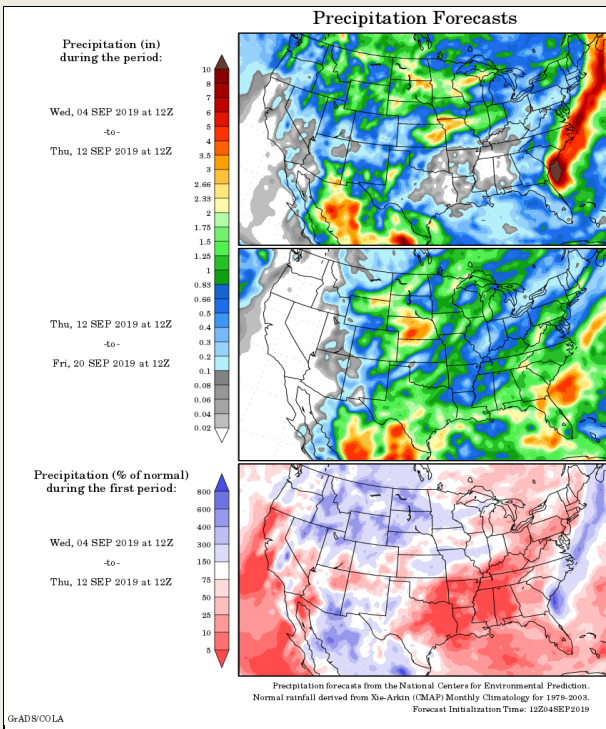 Precipitation Forecasts
Precipitation (in)
during the period:
Wed, 04 SEP 2019 at 12Z
-to-
Thu, 12 SEP 2019 at 12Z
10
8
7
6
5
4
3.5
3
2.66
2.33
2
1.75
1.5
1.25
1
0.83
0.66
0.5
0.4
0.3
0.2
0.1
0.08
0.06
0.04
0.02
Thu, 12 SEP 2019 at 12Z
-to-
Fri, 20 SEP 2019 at 12Z
Precipitation (% of normal)
during the first period:
Wed, 04 SEP 2019 at 12Z
-to-
Thu, 12 SEP 2019 at 12Z
800
600
400
300
150
75
50
25
10
5
Precipitation forecasts from the National Centers for Environmental Prediction.
Normal rainfall derived from Xie-Arkin (CMAP) Monthly Climatology for 1979-2003.
Forecast Initialization Time: 12Z04SEP2019
GrADS/COLA